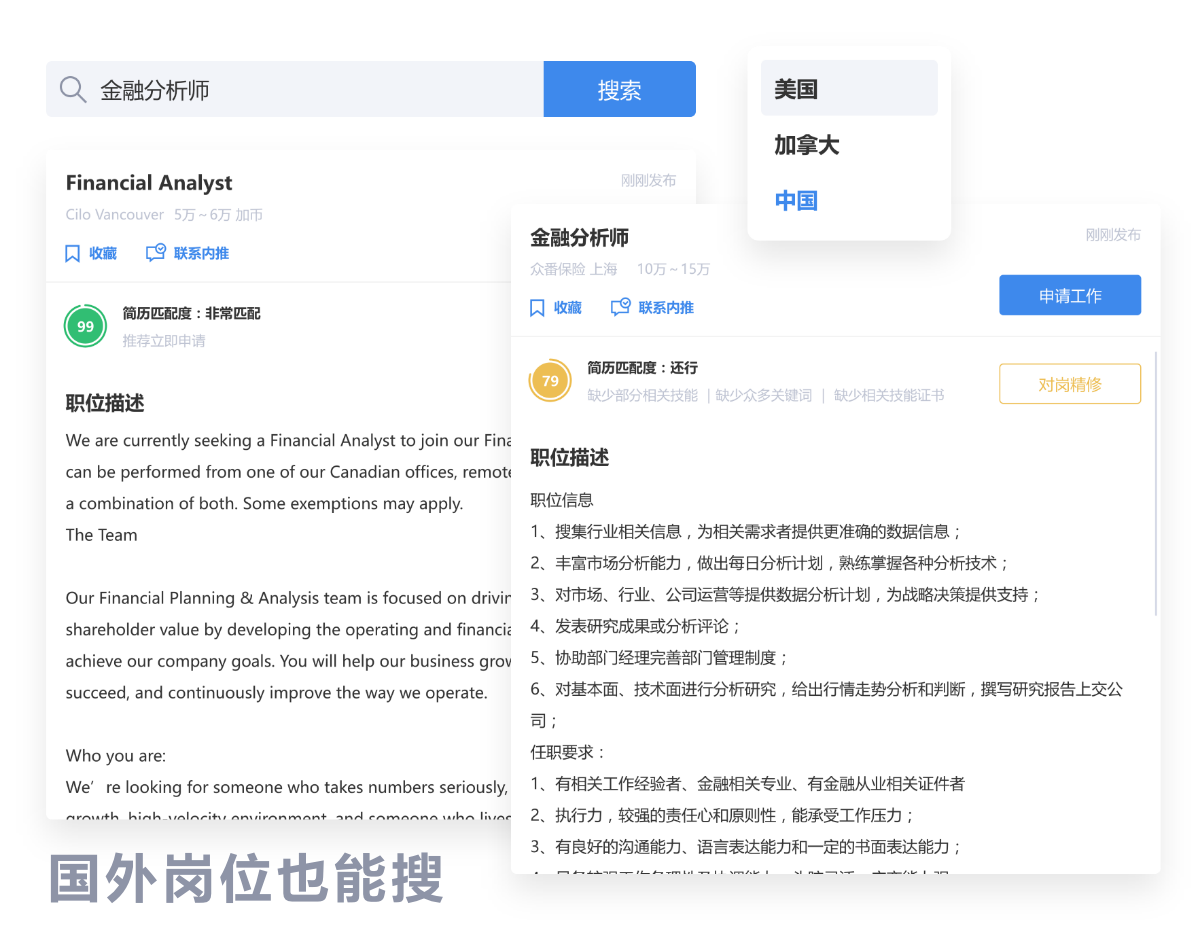 金融分析师
搜索
美国
加拿大
中国
Financial Analyst
刚刚发布
Cilo Vancouver 5万~6万 加币
收藏 联系内推
99
简历匹配度：非常匹配
推荐立即申请
职位描述
We are currently seeking a Financial Analyst to join our Fina
can be performed from one of our Canadian offices, remote
a combination of both. Some exemptions may apply.
The Team
Our Financial Planning & Analysis team is focused on drivin
shareholder value by developing the operating and financia
achieve our company goals. You will help our business grow
succeed, and continuously improve the way we operate.
Who you are:
We’re looking for someone who takes numbers seriously,
growth, high-velocity environment, and someone who lives
金融分析师
刚刚发布
众番保险 上海 10万~15万
收藏 联系内推
申请工作
79
简历匹配度：还行
缺少部分相关技能 | 缺少众多关键词 | 缺少相关技能证书
对岗精修
职位描述
职位信息
1、搜集行业相关信息，为相关需求者提供更准确的数据信息；
2、丰富市场分析能力，做出每日分析计划，熟练掌握各种分析技术；
3、对市场、行业、公司运营等提供数据分析计划，为战略决策提供支持；
4、发表研究成果或分析评论；
5、协助部门经理完善部门管理制度；
6、对基本面、技术面进行分析研究，给出行情走势分析和判断，撰写研究报告上交公
司；
任职要求：
1、有相关工作经验者、金融相关专业、有金融从业相关证件者
2、执行力，较强的责任心和原则性，能承受工作压力；
3、有良好的沟通能力、语言表达能力和一定的书面表达能力；
国外岗位也能搜